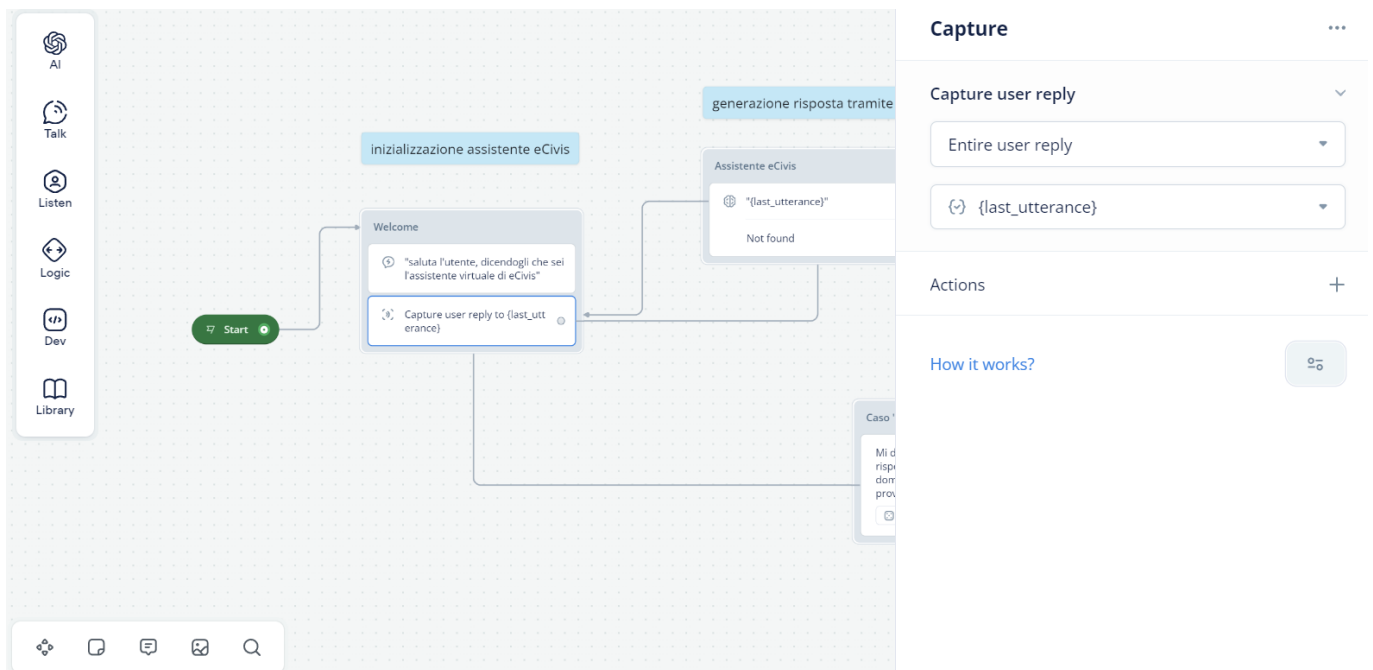 AI
Talk
Listen
Logic
Dev
Library
inizializzazione assistente eCivis
generazione risposta tramite
Welcome
"saluta l'utente, dicendogli che sei
l'assistente virtuale di eCivis"
Capture user reply to {last_utt
erance}
Start
Assistente eCivis
"{last_utterance}"
Not found
Caso "
Mi d
rispe
dom
prov
Capture
Capture user reply
Entire user reply
{last_utterance}
Actions
How it works?